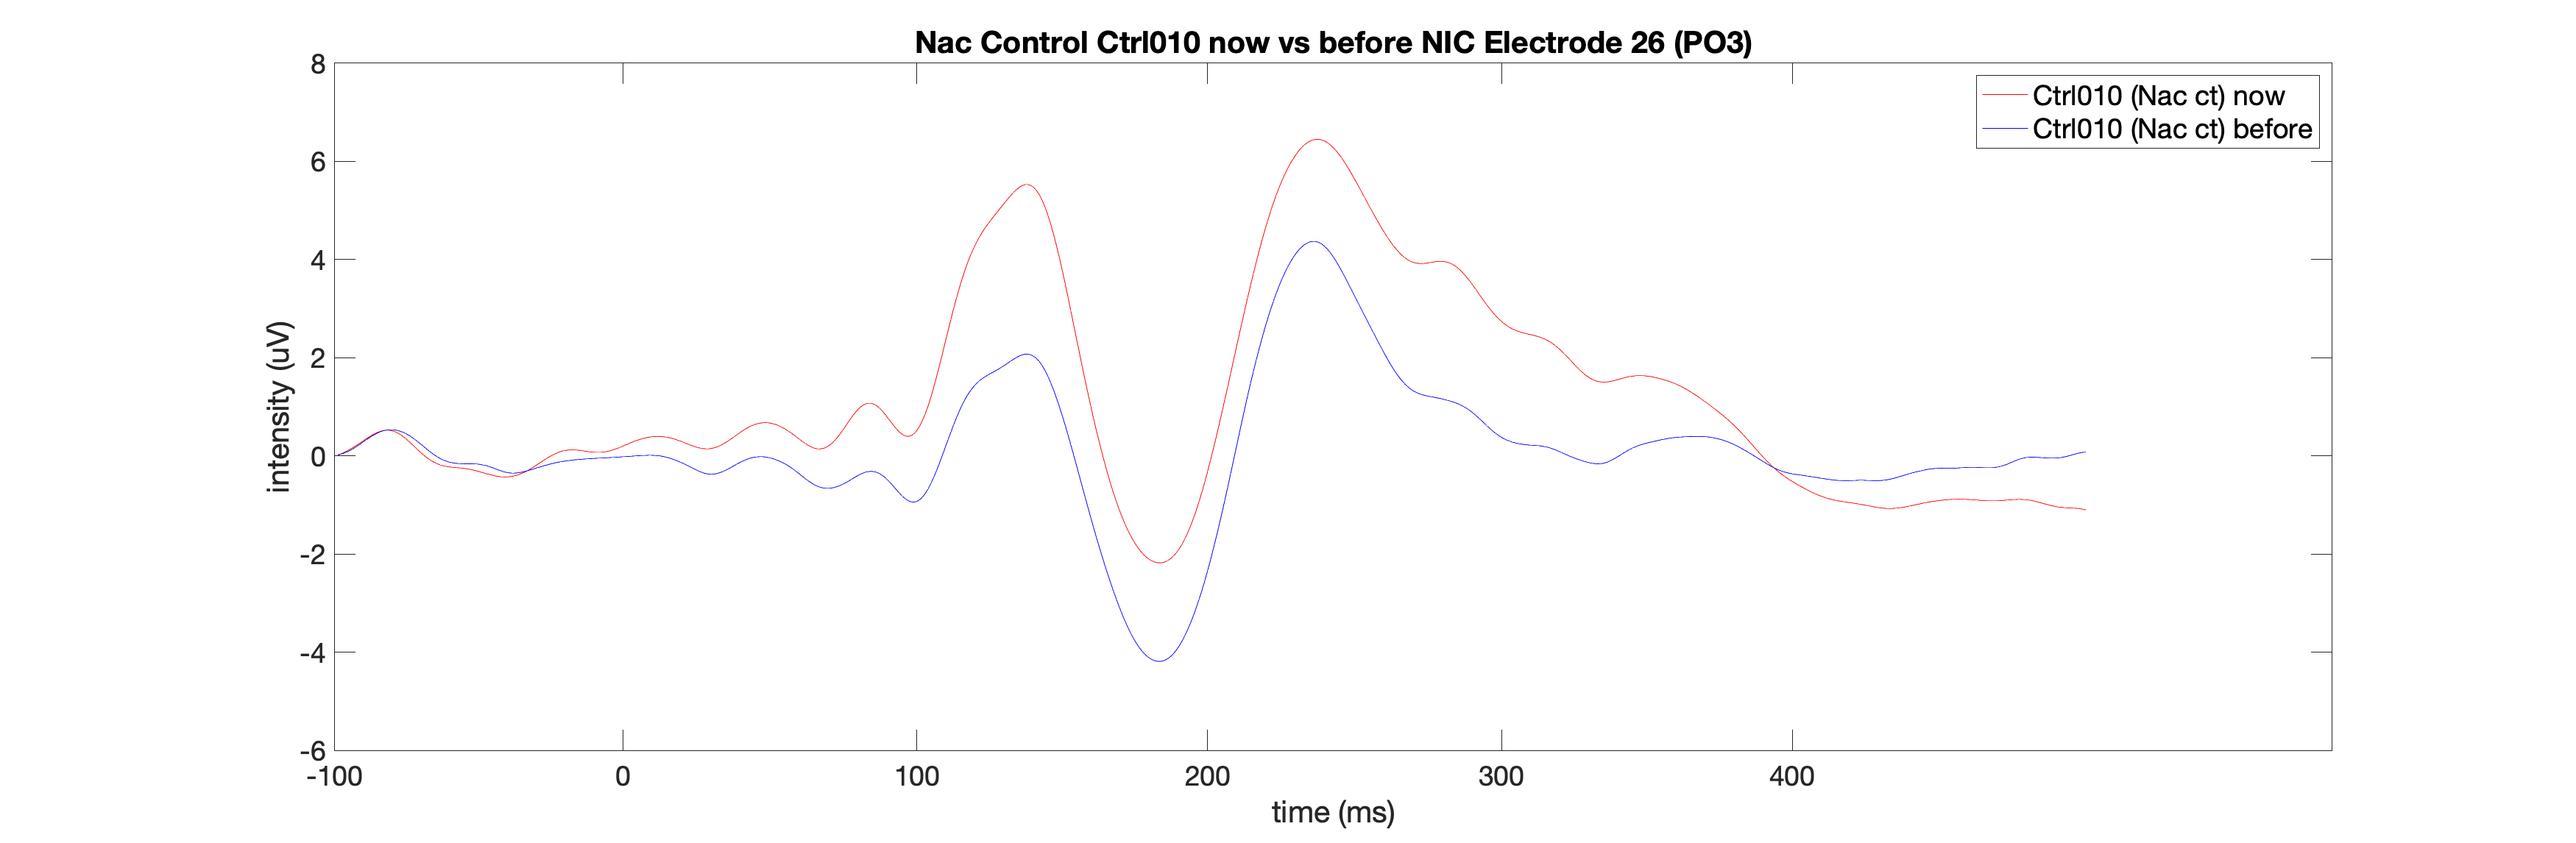 Nac Control Ctrl010 now vs before NIC Electrode 26 (PO3)
Ctrl010 (Nac ct) now
Ctrl010 (Nac ct) before
intensity (uV)
8
6
4
2
0
-2
-4
-6
-100 0 100 200 300 400
time (ms)